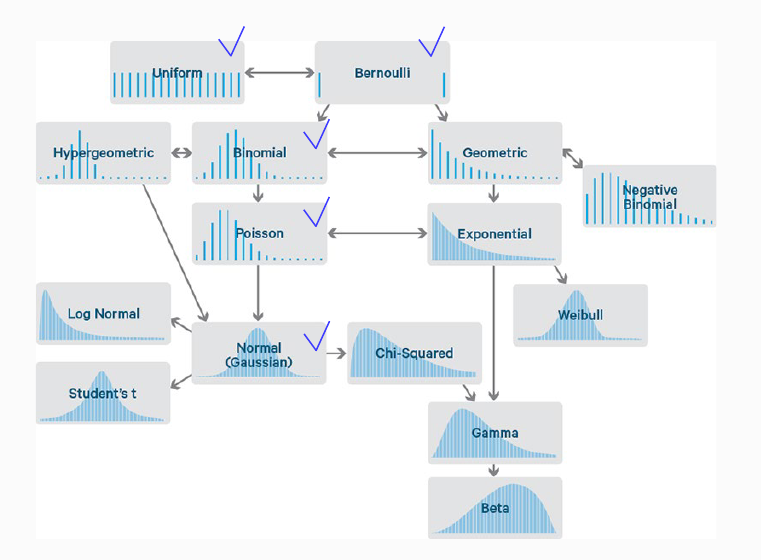 Uniform
Bernoulli
Hypergeometric
Binomial
Geometric
Negative
Binomial
Poisson
Exponential
Log Normal
Weibull
Normal
(Gaussian)
Chi-Squared
Student's t
Gamma
Beta